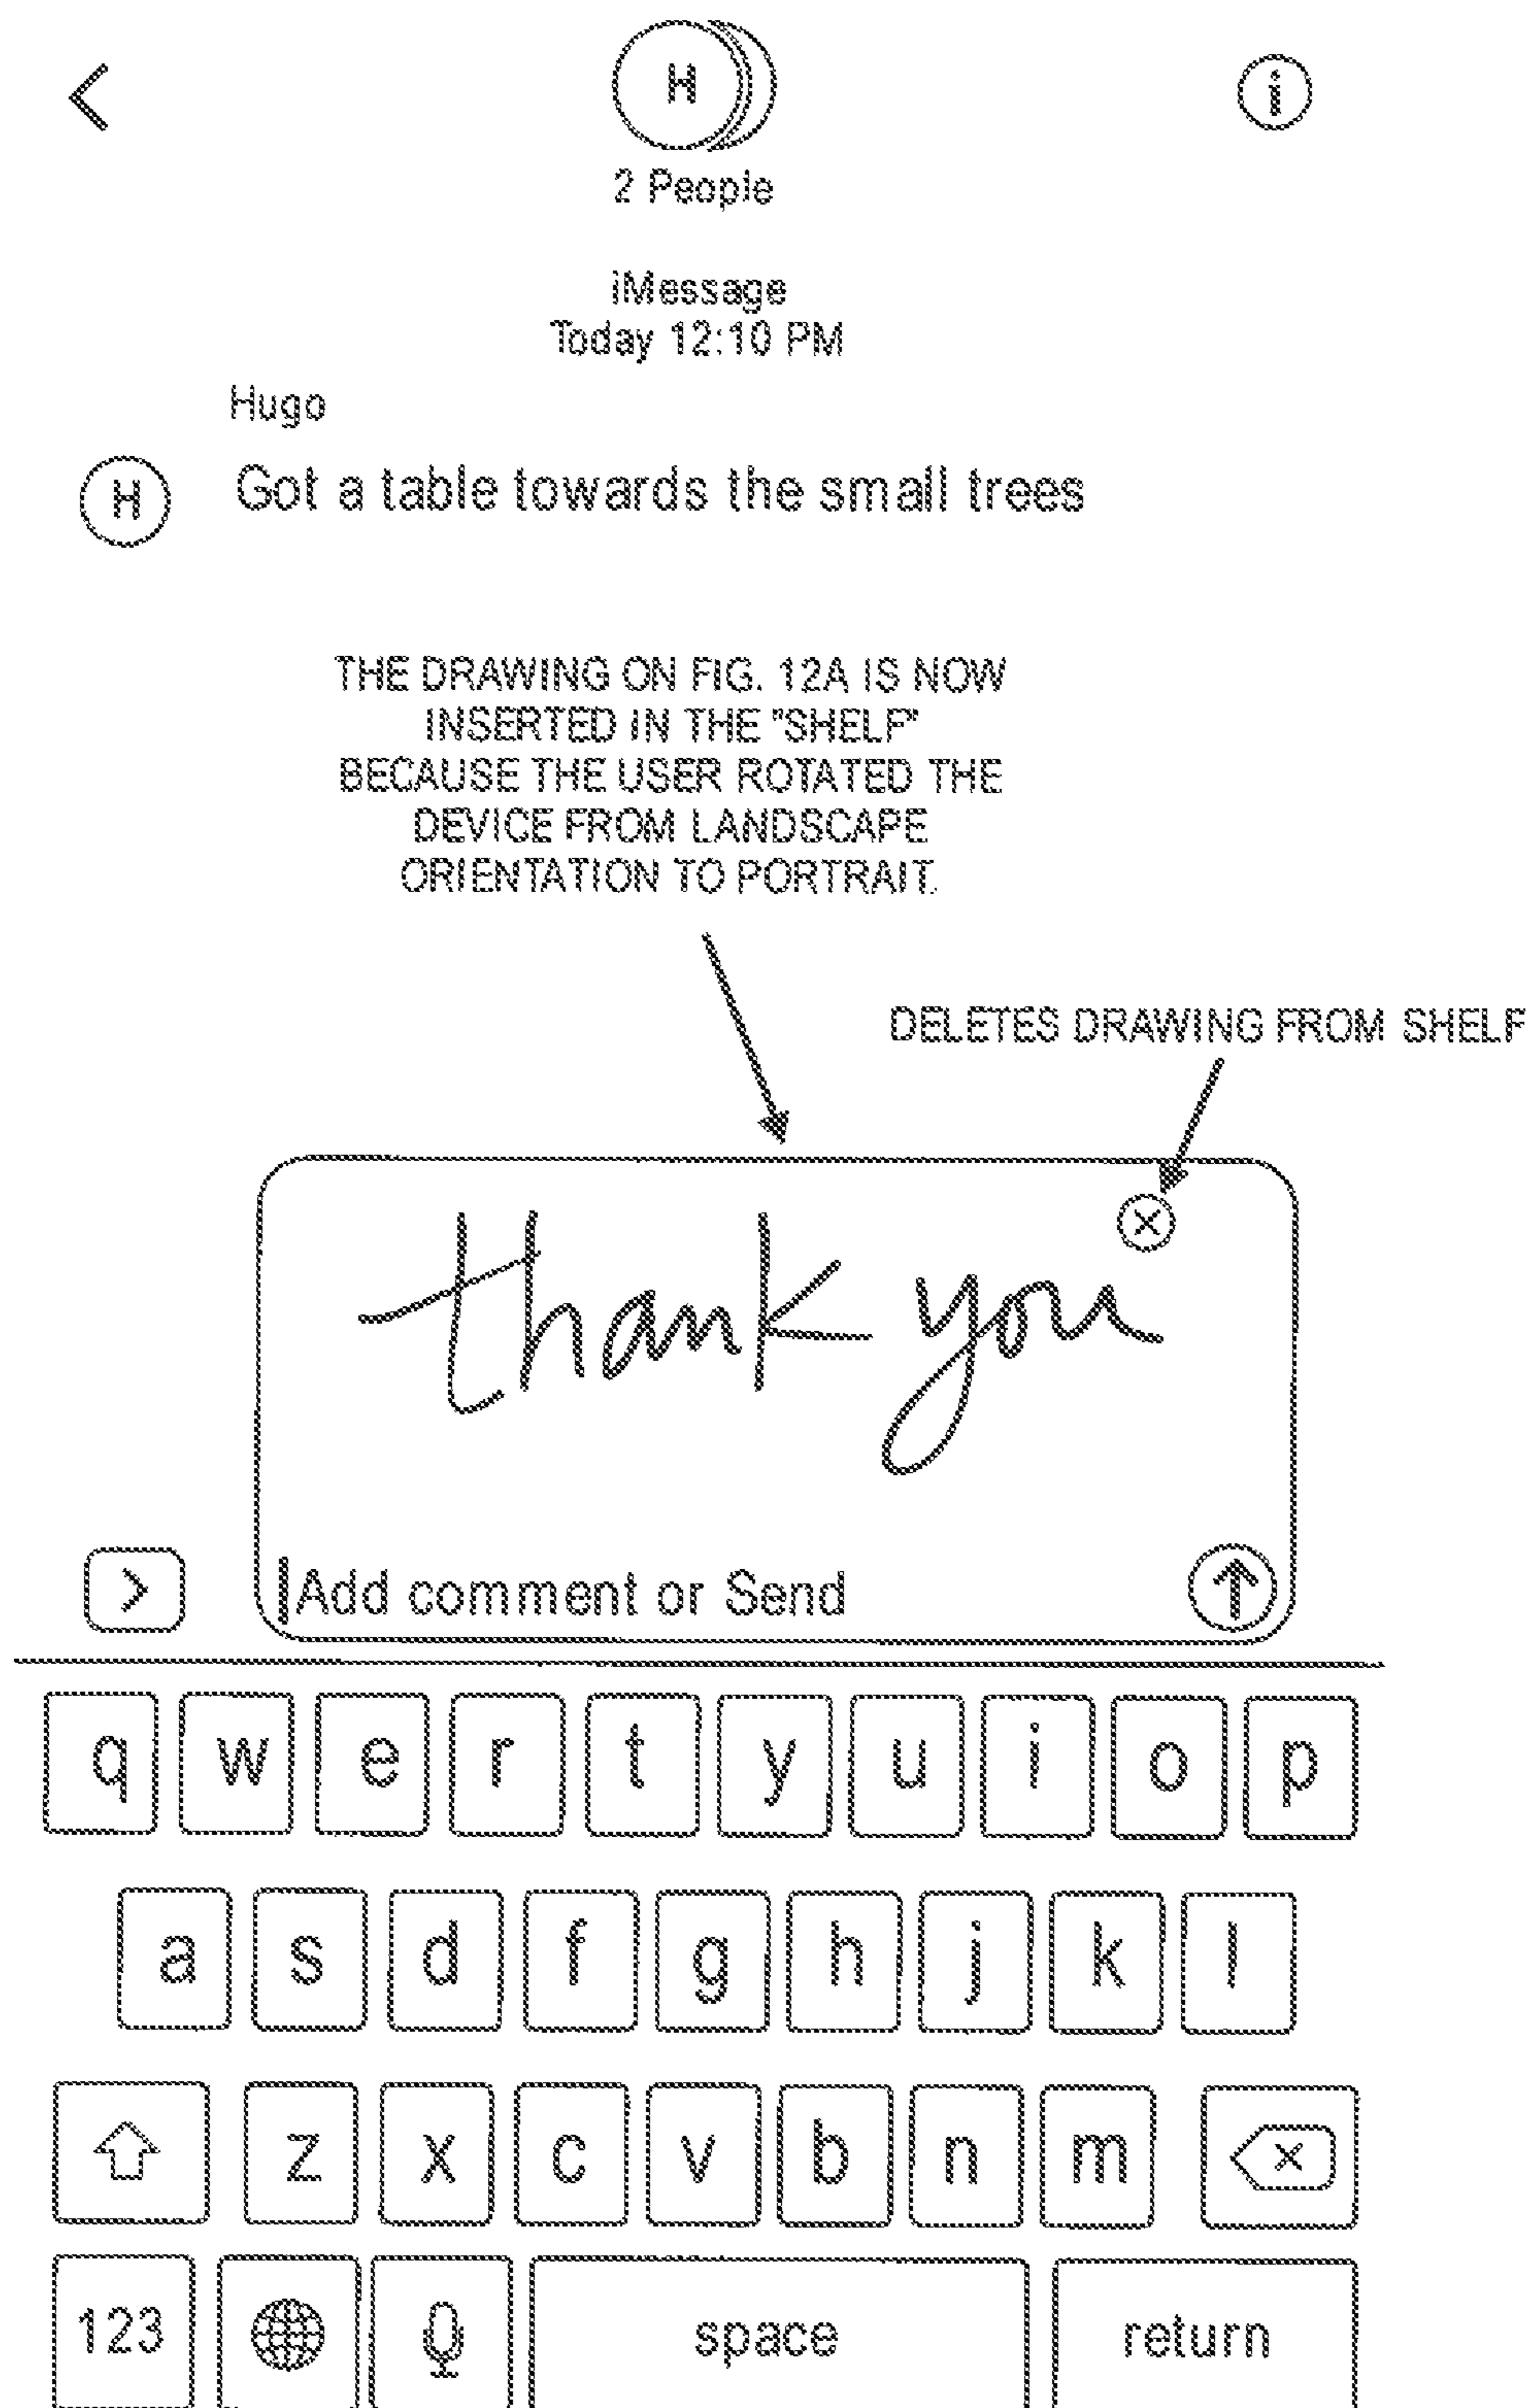 H
2 People
iMessage
Today 12:10 PM
Hugo
H Got a table towards the small trees
THE DRAWING ON FIG. 12A IS NOW
INSERTED IN THE "SHELF"
BECAUSE THE USER ROTATED THE
DEVICE FROM LANDSCAPE
ORIENTATION TO PORTRAIT.
DELETES DRAWING FROM SHELF
thank you
Add comment or Send
q w e r t y u i o p
a s d f g h j k l
z x c v b n m
123 space return